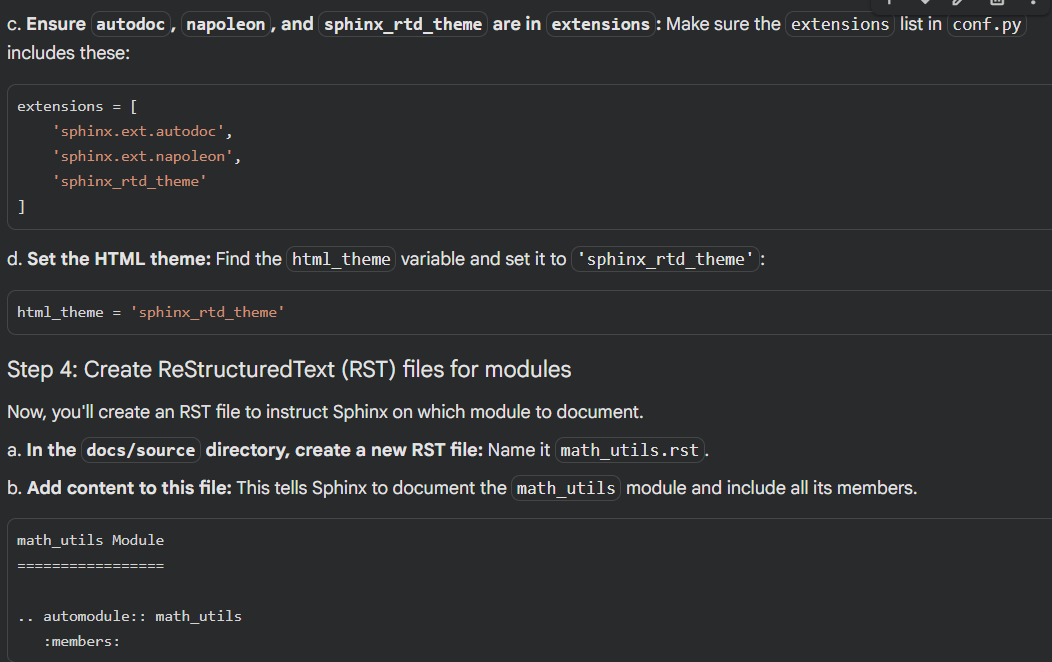 c. Ensure autodoc, napoleon, and sphinx_rtd_theme are in extensions: Make sure the extensions list in conf.py
includes these:
extensions = [
    'sphinx.ext.autodoc',
    'sphinx.ext.napoleon',
    'sphinx_rtd_theme'
]
d. Set the HTML theme: Find the html_theme variable and set it to 'sphinx_rtd_theme':
html_theme = 'sphinx_rtd_theme'
Step 4: Create ReStructuredText (RST) files for modules
Now, you'll create an RST file to instruct Sphinx on which module to document.
a. In the docs/source directory, create a new RST file: Name it math_utils.rst.
b. Add content to this file: This tells Sphinx to document the math_utils module and include all its members.
math_utils Module
=================
.. automodule:: math_utils
   :members: